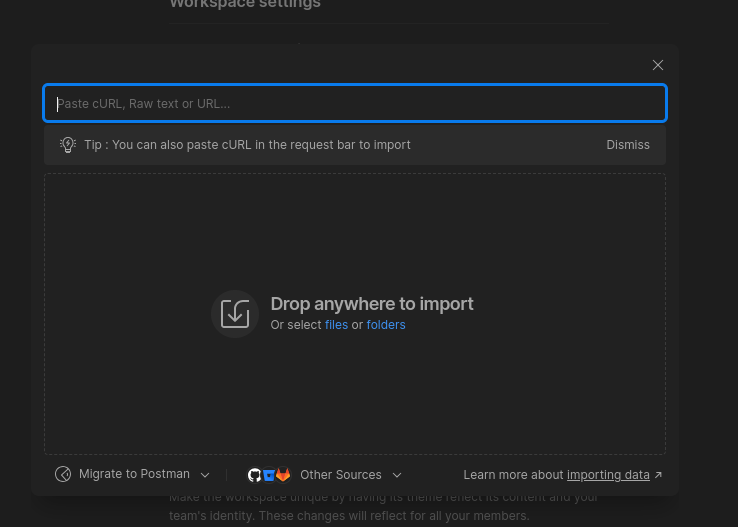 Workspace settings
Paste cURL, Raw text or URL...
Tip : You can also paste cURL in the request bar to import
Dismiss
Drop anywhere to import
Or select files or folders
Migrate to Postman
Other Sources
Learn more about importing data ↗
Make the workspace unique by having its theme reflect its content and your
team's identity. These changes will reflect for all your members.